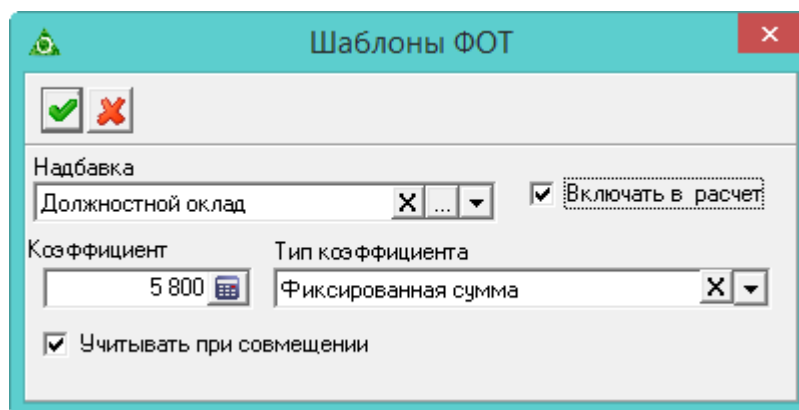 Шаблоны ФОТ
Надбавка
Должностной оклад
Включать в расчет
Коэффициент
Тип коэффициента
5 800
Фиксированная сумма
Учитывать при совмещении